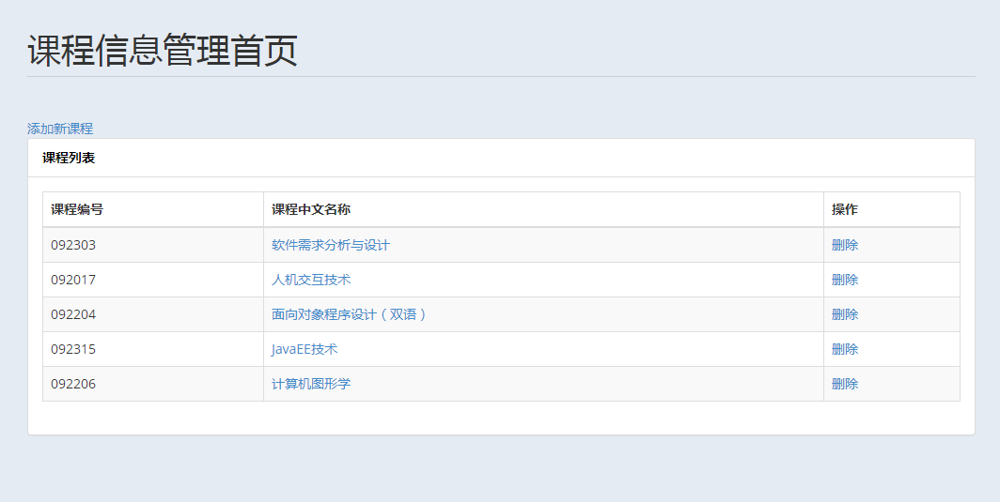 课程信息管理首页
添加新课程
课程列表
课程编号 课程中文名称 操作
092303 软件需求分析与设计 删除
092017 人机交互技术 删除
092204 面向对象程序设计（双语） 删除
092315 JavaEE技术 删除
092206 计算机图形学 删除